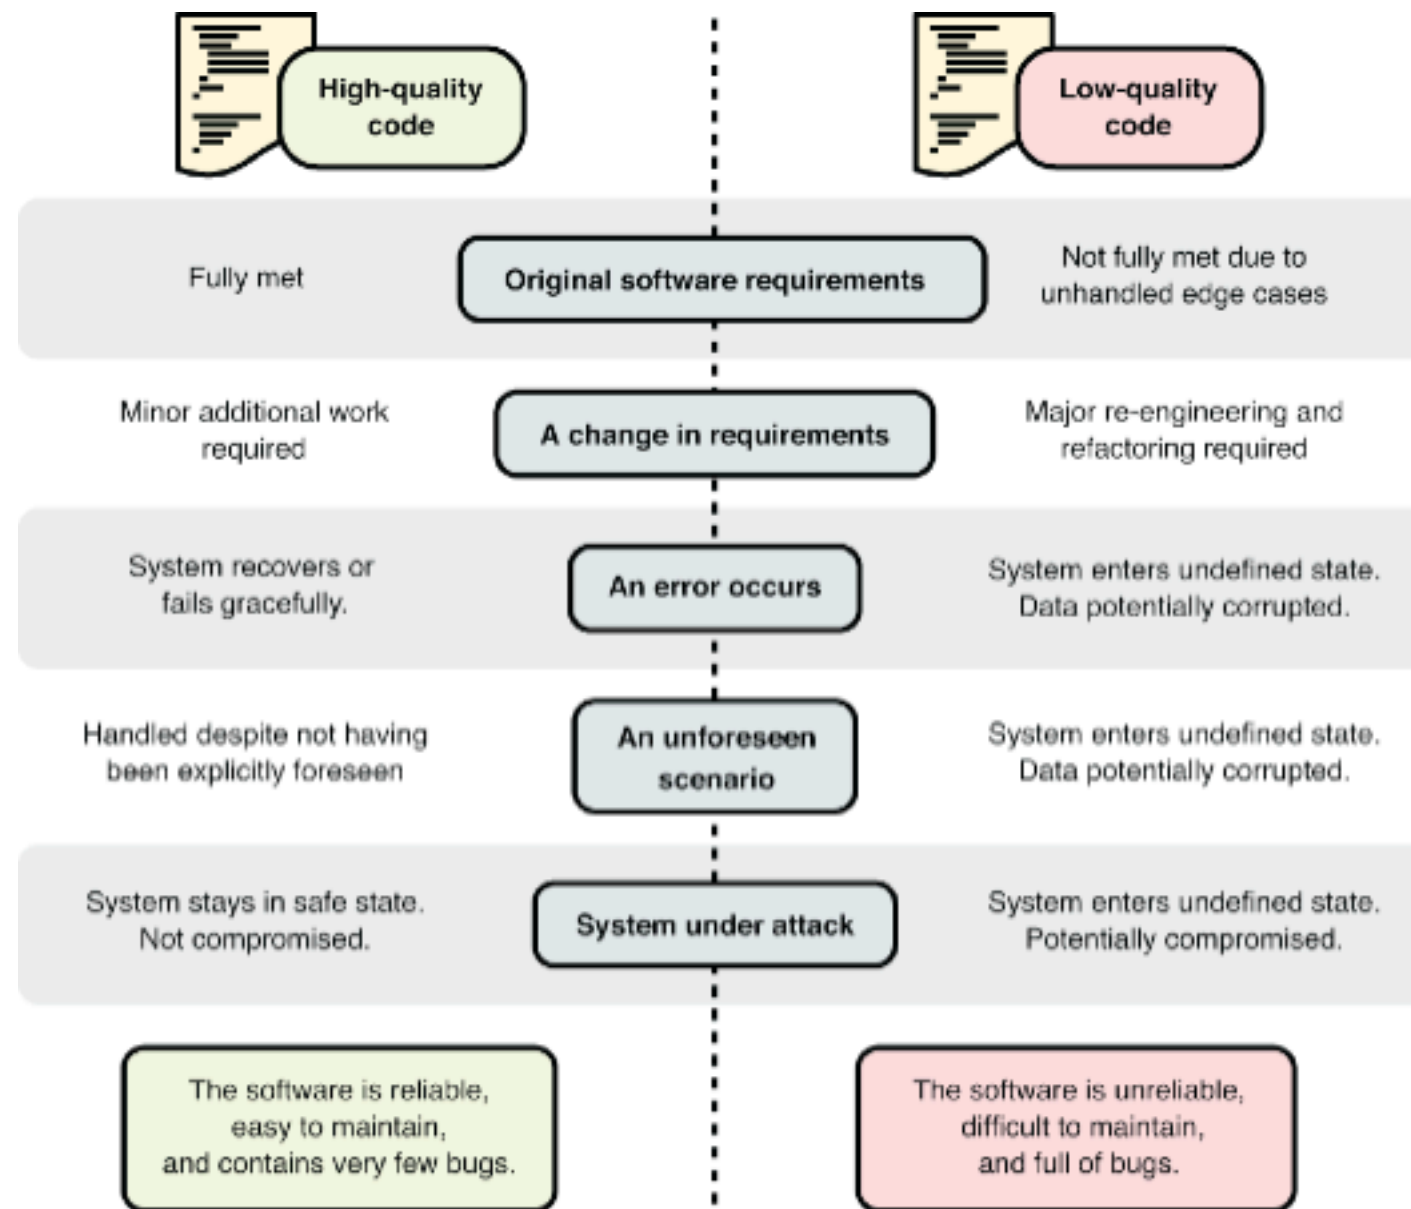 High-quality
code
Low-quality
code
Fully met
Original software requirements
Not fully met due to
unhandled edge cases
Minor additional work
required
A change in requirements
Major re-engineering and
refactoring required
System recovers or
fails gracefully.
An error occurs
System enters undefined state.
Data potentially corrupted.
Handled despite not having
been explicitly foreseen
An unforeseen
scenario
System enters undefined state.
Data potentially corrupted.
System stays in safe state.
Not compromised.
System under attack
System enters undefined state.
Potentially compromised.
The software is reliable,
easy to maintain,
and contains very few bugs.
The software is unreliable,
difficult to maintain,
and full of bugs.